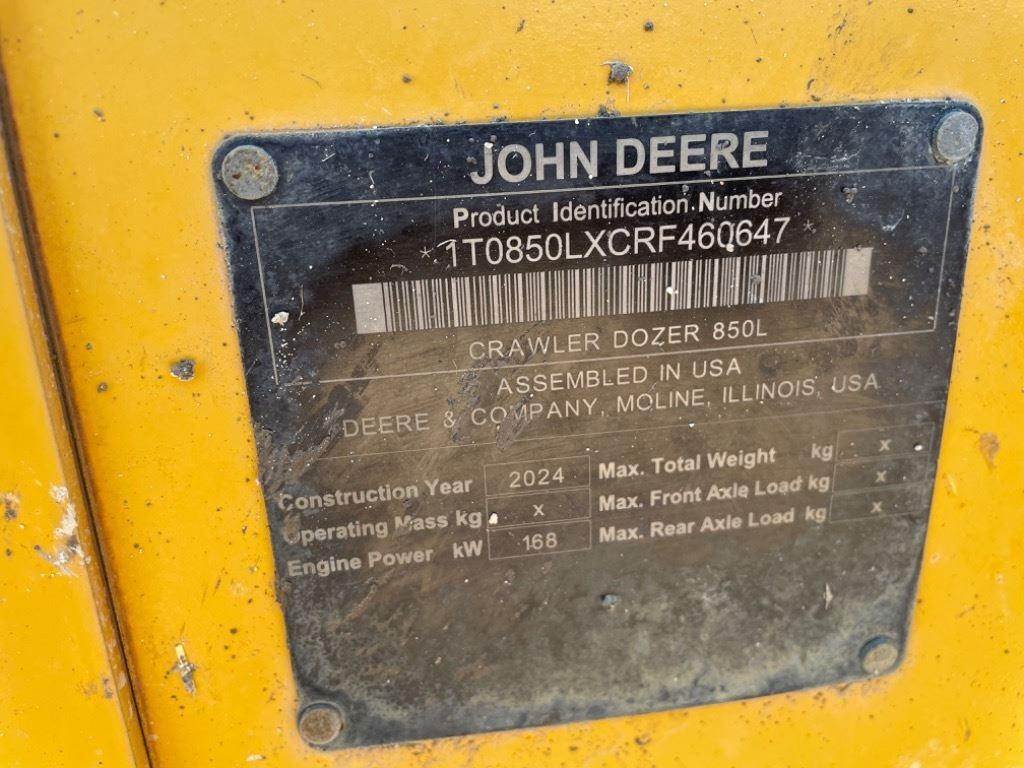 JOHN DEERE
Product Identification Number
*1T0850LXCRF460647*
CRAWLER DOZER 850L
ASSEMBLED IN USA
DEERE & COMPANY, MOLINE, ILLINOIS, USA
Construction Year 2024 Max. Total Weight kg x
Operating Mass kg x Max. Front Axle Load kg x
Engine Power kW 168 Max. Rear Axle Load kg x